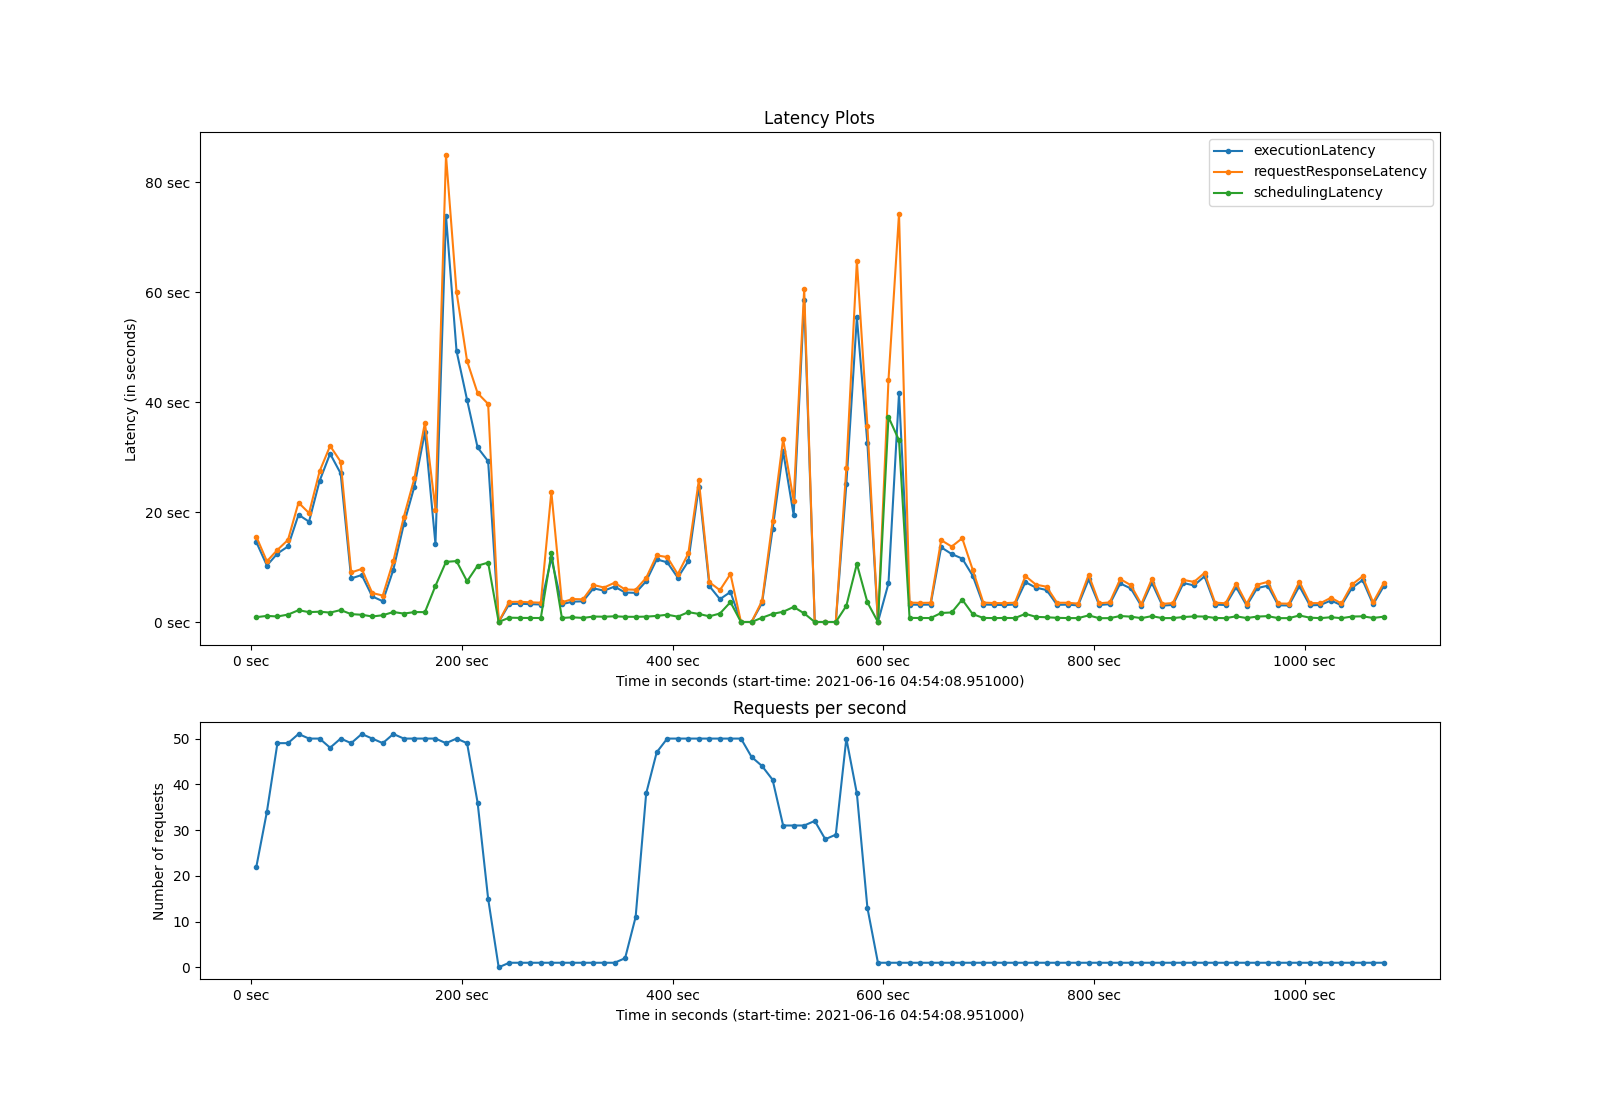 Latency Plots
executionLatency
requestResponseLatency
schedulingLatency
Latency (in seconds)
80 sec
60 sec
40 sec
20 sec
0 sec
0 sec 200 sec 400 sec 600 sec 800 sec 1000 sec
Time in seconds (start-time: 2021-06-16 04:54:08.951000)
Requests per second
Number of requests
50
40
30
20
10
0
0 sec 200 sec 400 sec 600 sec 800 sec 1000 sec
Time in seconds (start-time: 2021-06-16 04:54:08.951000)